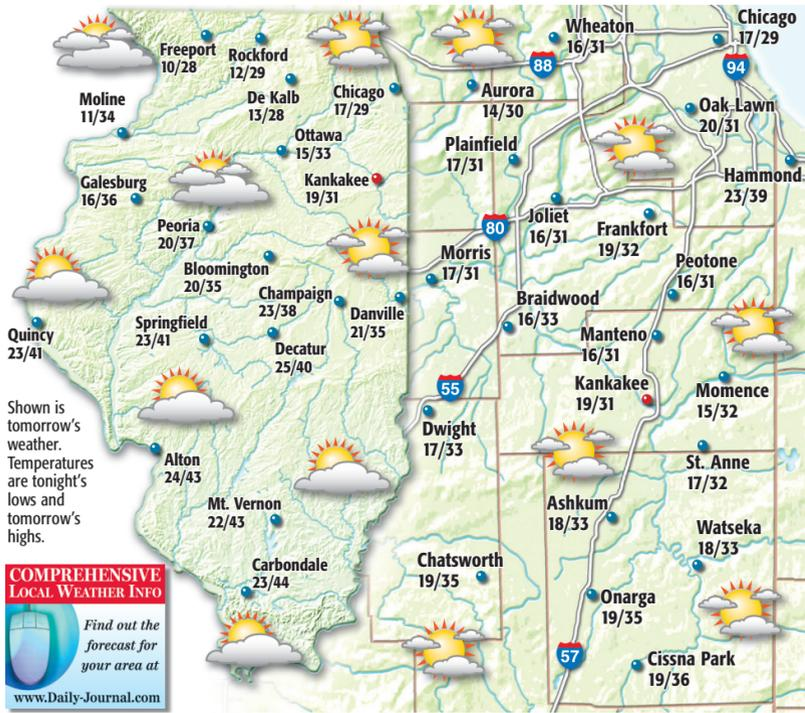 Freeport
10/28
Rockford
12/29
De Kalb
13/28
Chicago
17/29
Moline
11/34
Ottawa
15/33
Kankakee
19/31
Galesburg
16/36
Peoria
20/37
Bloomington
20/35
Champaign
23/38
Danville
21/35
Quincy
23/41
Springfield
23/41
Decatur
25/40
Alton
24/43
Mt. Vernon
22/43
Carbondale
23/44
Shown is
tomorrow's
weather.
Temperatures
are tonight's
lows and
tomorrow's
highs.
COMPREHENSIVE
LOCAL WEATHER INFO
Find out the
forecast for
your area at
www.Daily-Journal.com
Wheaton
16/31
Chicago
17/29
88
94
Aurora
14/30
Oak Lawn
20/31
Plainfield
17/31
Hammond
23/39
Joliet
16/31
80
Frankfort
19/32
Morris
17/31
Peotone
16/31
Braidwood
16/33
Manteno
16/31
55
Kankakee
19/31
Momence
15/32
Dwight
17/33
St. Anne
17/32
Ashkum
18/33
Watseka
18/33
Chatsworth
19/35
Onarga
19/35
57
Cissna Park
19/36